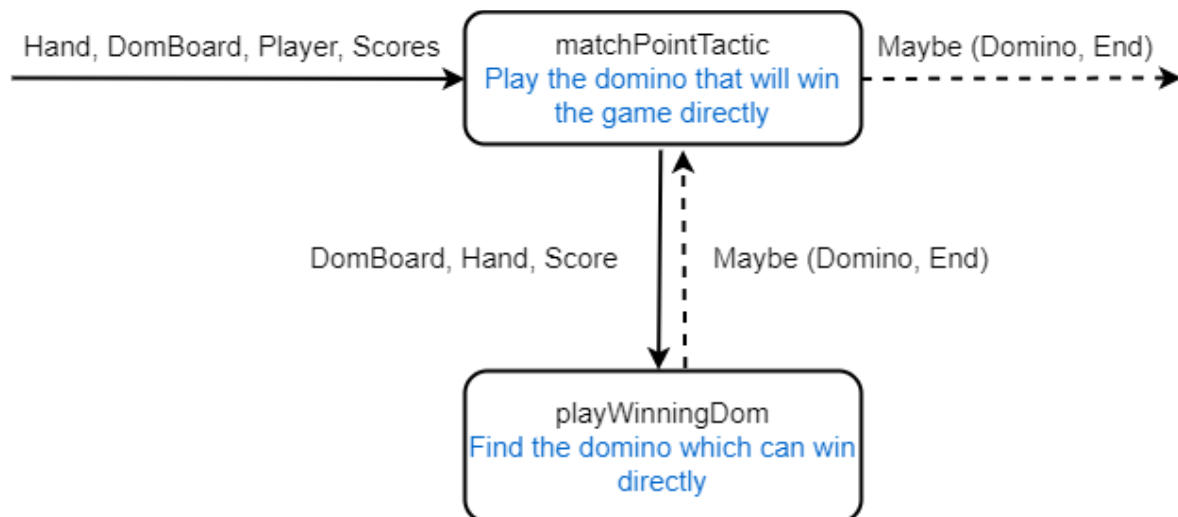 Hand, DomBoard, Player, Scores
matchPointTactic
Play the domino that will win
the game directly
Maybe (Domino, End)
DomBoard, Hand, Score
Maybe (Domino, End)
playWinningDom
Find the domino which can win
directly